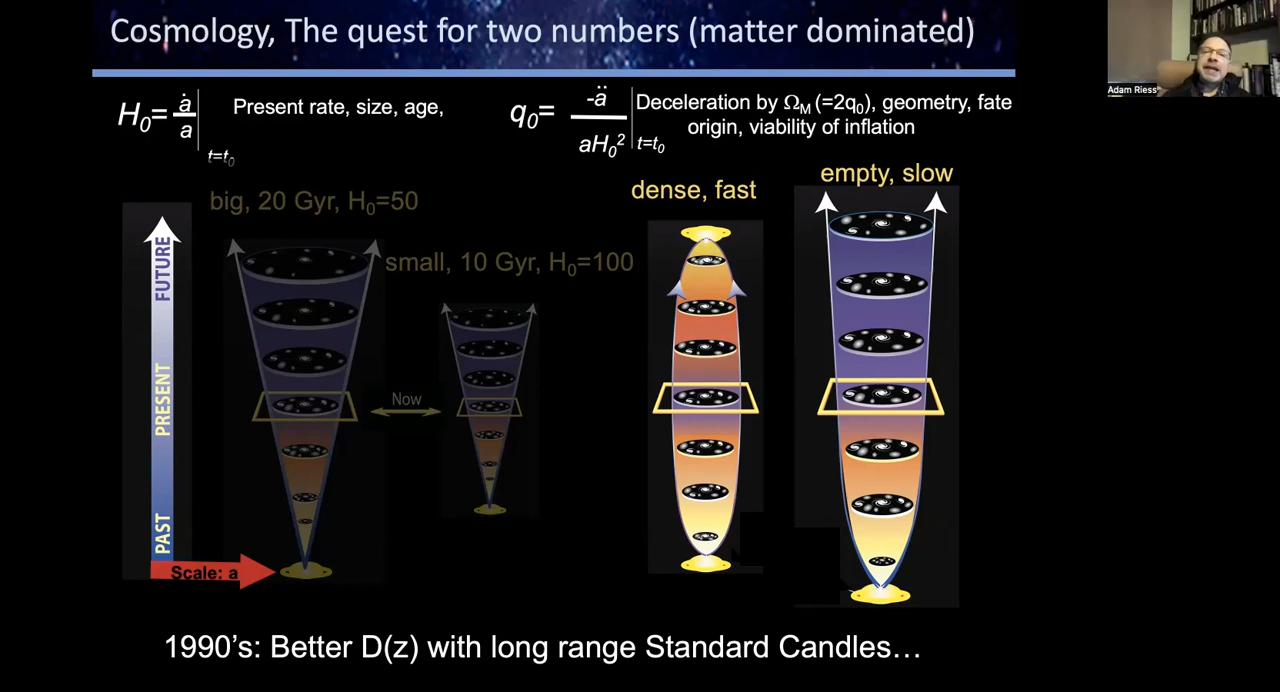 Cosmology, The quest for two numbers (matter dominated)
Adam Riess
H₀= ȧ/a |t=t₀
Present rate, size, age,
q₀= -ä/aH₀² |t=t₀
Deceleration by Ω_M (=2q₀), geometry, fate
origin, viability of inflation
big, 20 Gyr, H₀=50
small, 10 Gyr, H₀=100
dense, fast
empty, slow
FUTURE
PRESENT
PAST
Now
Scale: a
1990’s: Better D(z) with long range Standard Candles…